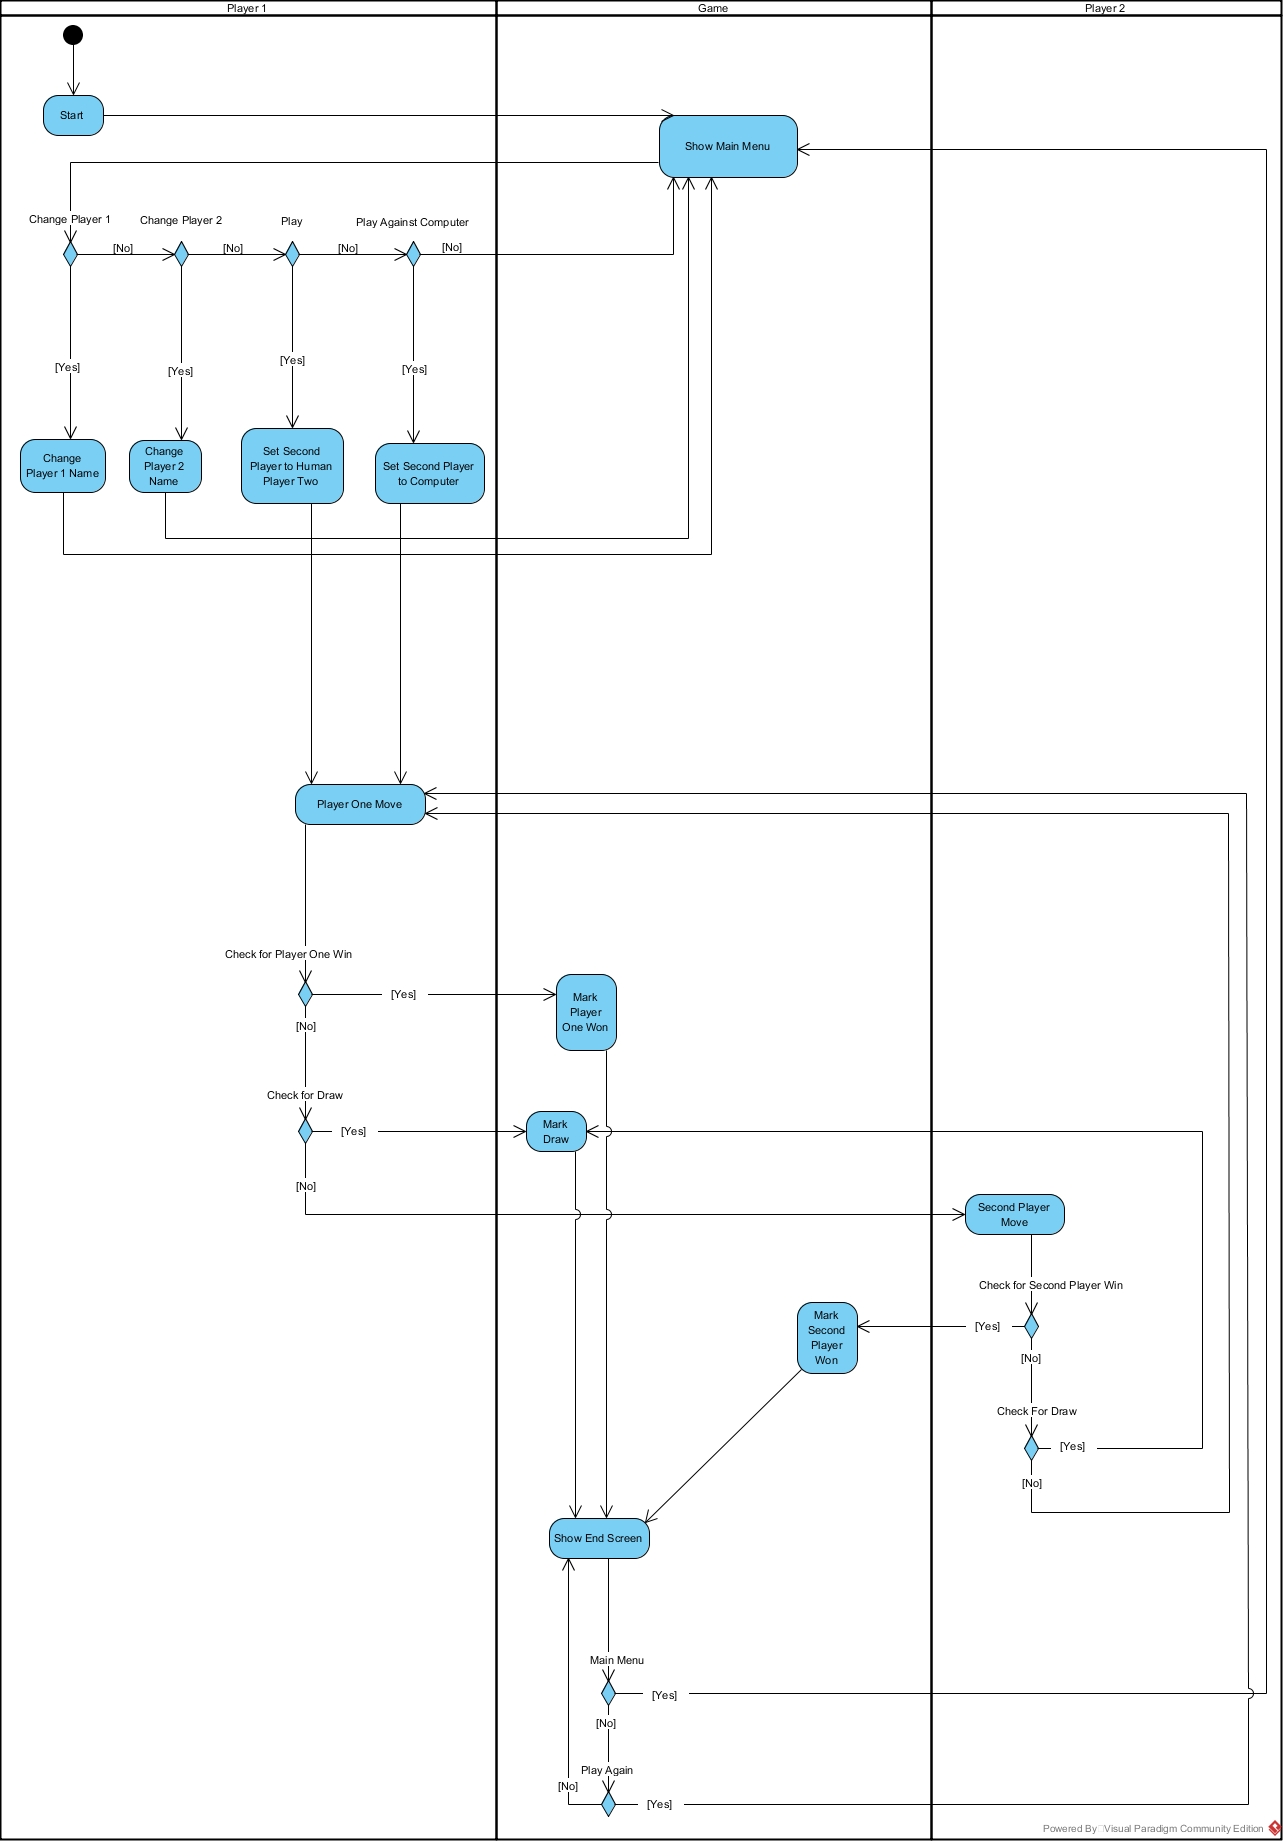 Player 1
Game
Player 2
Start
Show Main Menu
Change Player 1
Change Player 2
Play
Play Against Computer
[No]
[No]
[No]
[No]
[Yes]
[Yes]
[Yes]
[Yes]
Change
Player 1 Name
Change
Player 2
Name
Set Second
Player to Human
Player Two
Set Second Player
to Computer
Player One Move
Check for Player One Win
[Yes]
Mark
Player
One Won
[No]
Check for Draw
[Yes]
Mark
Draw
[No]
Second Player
Move
Check for Second Player Win
[Yes]
Mark
Second
Player
Won
[No]
Check For Draw
[Yes]
[No]
Show End Screen
Main Menu
[Yes]
[No]
Play Again
[No]
[Yes]
Powered By Visual Paradigm Community Edition